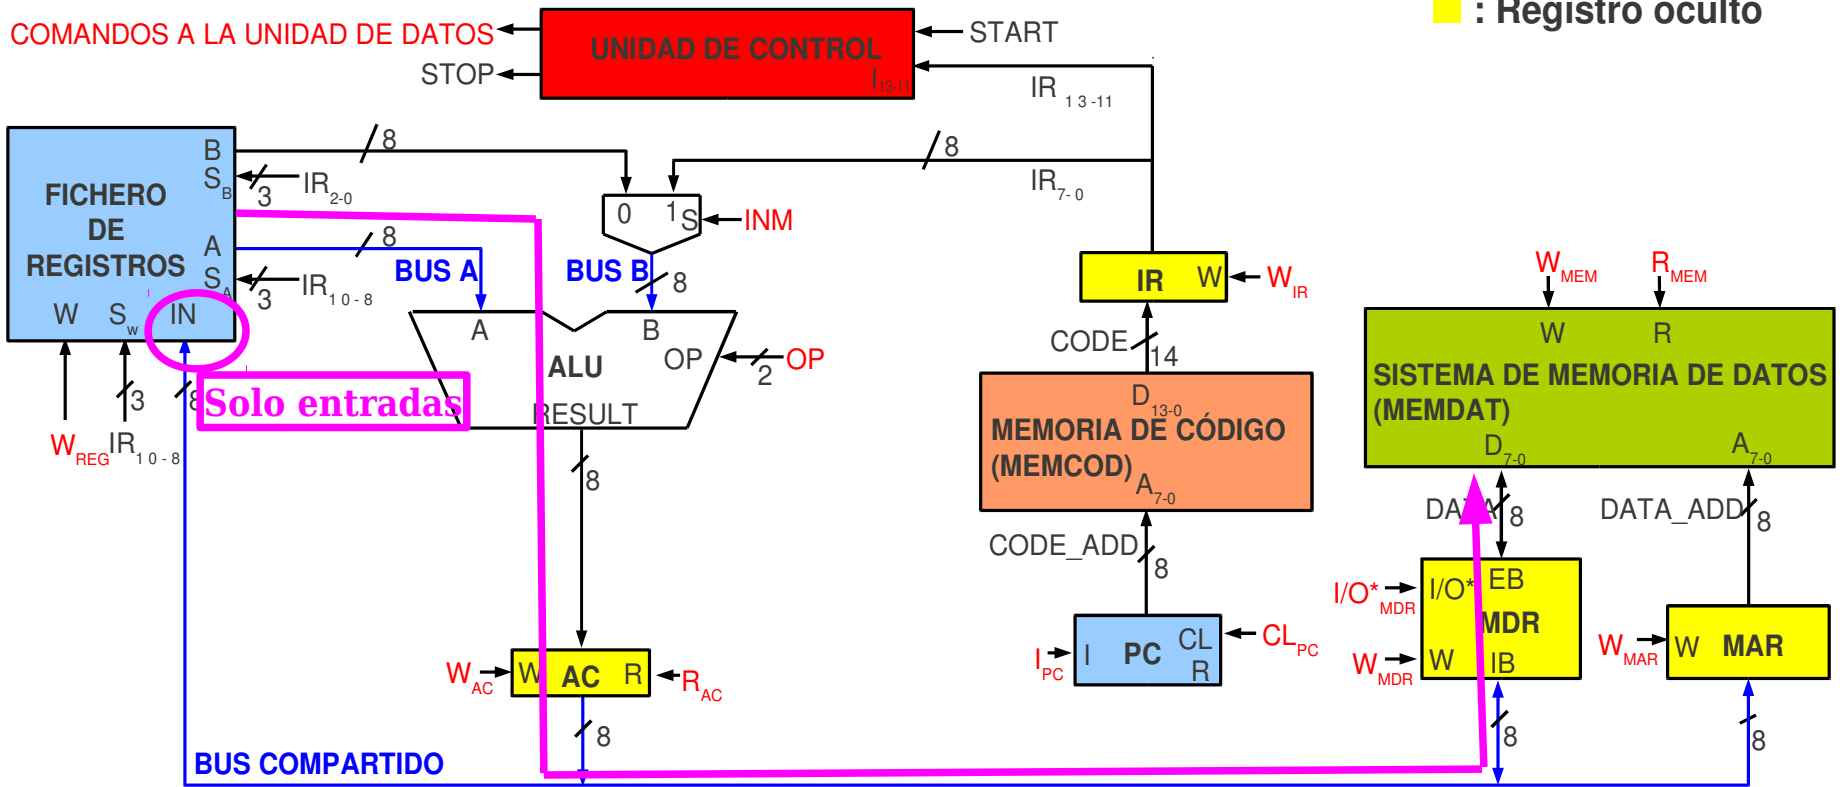 : Registro oculto
COMANDOS A LA UNIDAD DE DATOS
UNIDAD DE CONTROL
START
STOP
I13-11
IR 13-11
B
8
8
SB
3
IR2-0
IR7-0
FICHERO
DE
REGISTROS
0
1
S
INM
A
8
BUS A
BUS B
8
SA
3
IR10-8
IR
W
WIR
WMEM
RMEM
W
Sw
IN
A
B
OP
2
OP
ALU
CODE
14
W
R
SISTEMA DE MEMORIA DE DATOS
(MEMDAT)
D7-0
A7-0
3
8
Solo entradas
RESULT
D13-0
MEMORIA DE CÓDIGO
(MEMCOD)
A7-0
WREG
IR10-8
8
DATA
8
DATA_ADD
8
CODE_ADD
8
I/O*MDR
I/O*
EB
MDR
WMDR
W
IB
IPC
I
PC
CL
R
CLPC
WMAR
W
MAR
WAC
W
AC
R
RAC
8
8
8
BUS COMPARTIDO